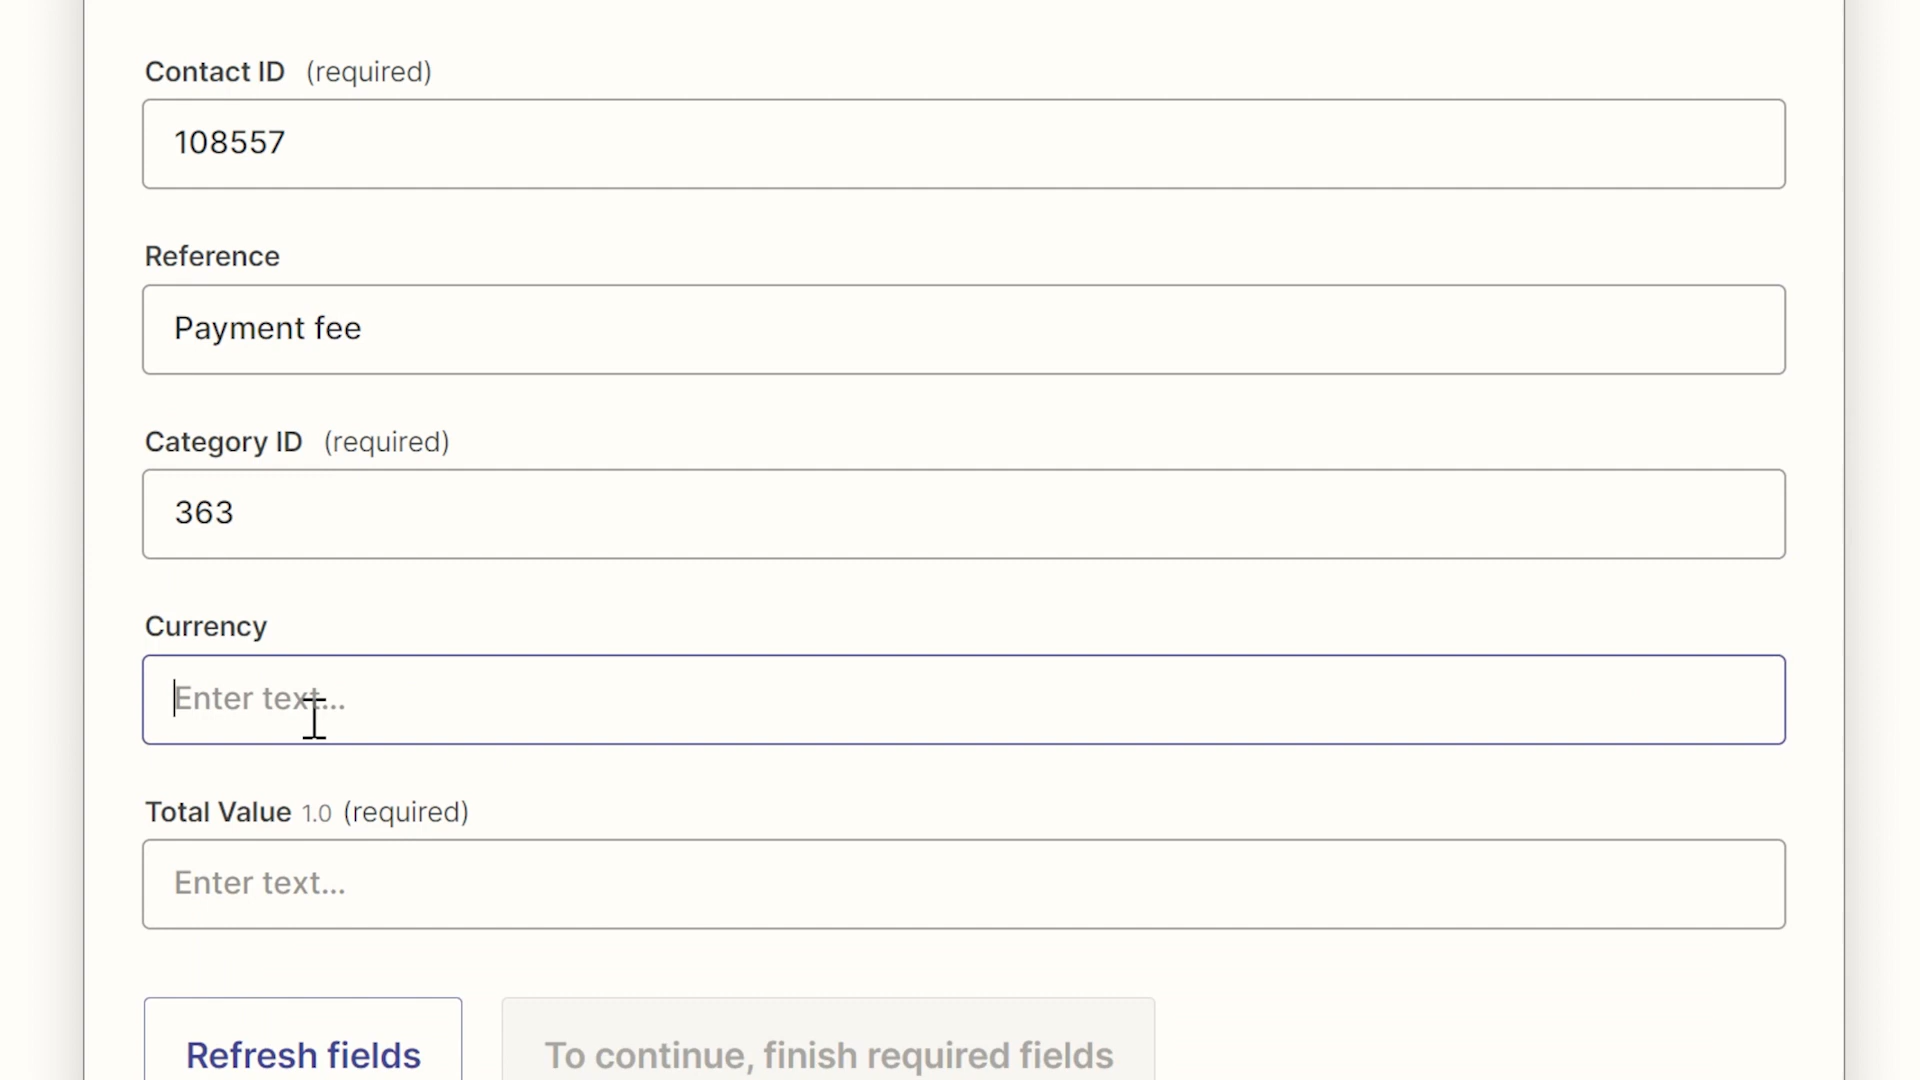 Contact ID (required)
108557
Reference
Payment fee
Category ID (required)
363
Currency
Enter text...
Total Value 1.0 (required)
Enter text...
Refresh fields
To continue, finish required fields